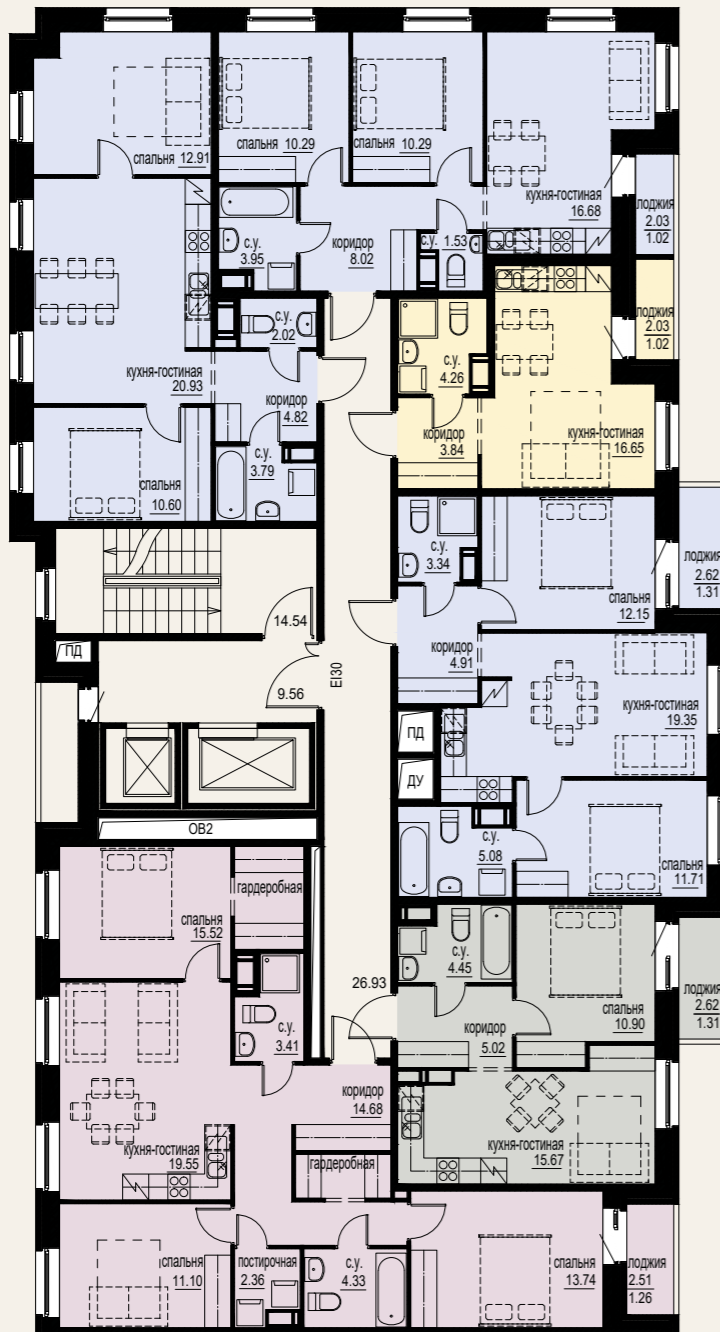 спальня 12.91
спальня 10.29
спальня 10.29
кухня-гостиная
16.68
лоджия
2.03
1.02
с.у.
3.95
коридор
8.02
с.у. 1.53
с.у.
2.02
кухня-гостиная
20.93
коридор
4.82
с.у.
4.26
коридор
3.84
кухня-гостиная
16.65
лоджия
2.03
1.02
спальня
10.60
с.у.
3.79
с.у.
3.34
спальня
12.15
лоджия
2.62
1.31
14.54
ПД
9.56
EI30
коридор
4.91
кухня-гостиная
19.35
ПД
ДУ
ОВ2
с.у.
5.08
спальня
11.71
спальня
15.52
гардеробная
26.93
с.у.
4.45
спальня
10.90
лоджия
2.62
1.31
с.у.
3.41
коридор
5.02
кухня-гостиная
19.55
коридор
14.68
гардеробная
кухня-гостиная
15.67
спальня
11.10
постирочная
2.36
с.у.
4.33
спальня
13.74
лоджия
2.51
1.26